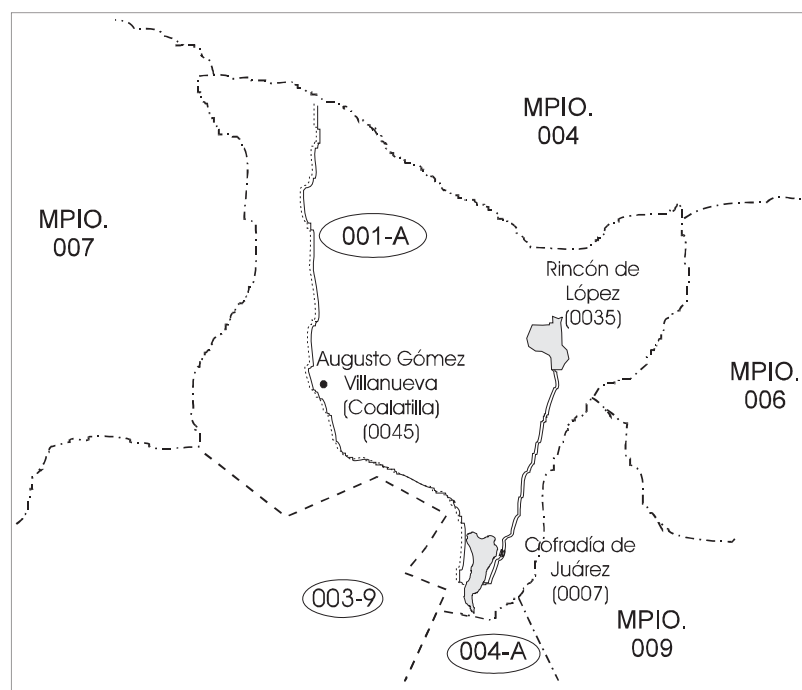 MPIO.
004
MPIO.
007
001-A
Rincón de
López
(0035)
Augusto Gómez
Villanueva
(Coalatilla)
(0045)
MPIO.
006
Cofradía de
Juárez
(0007)
003-9
MPIO.
009
004-A